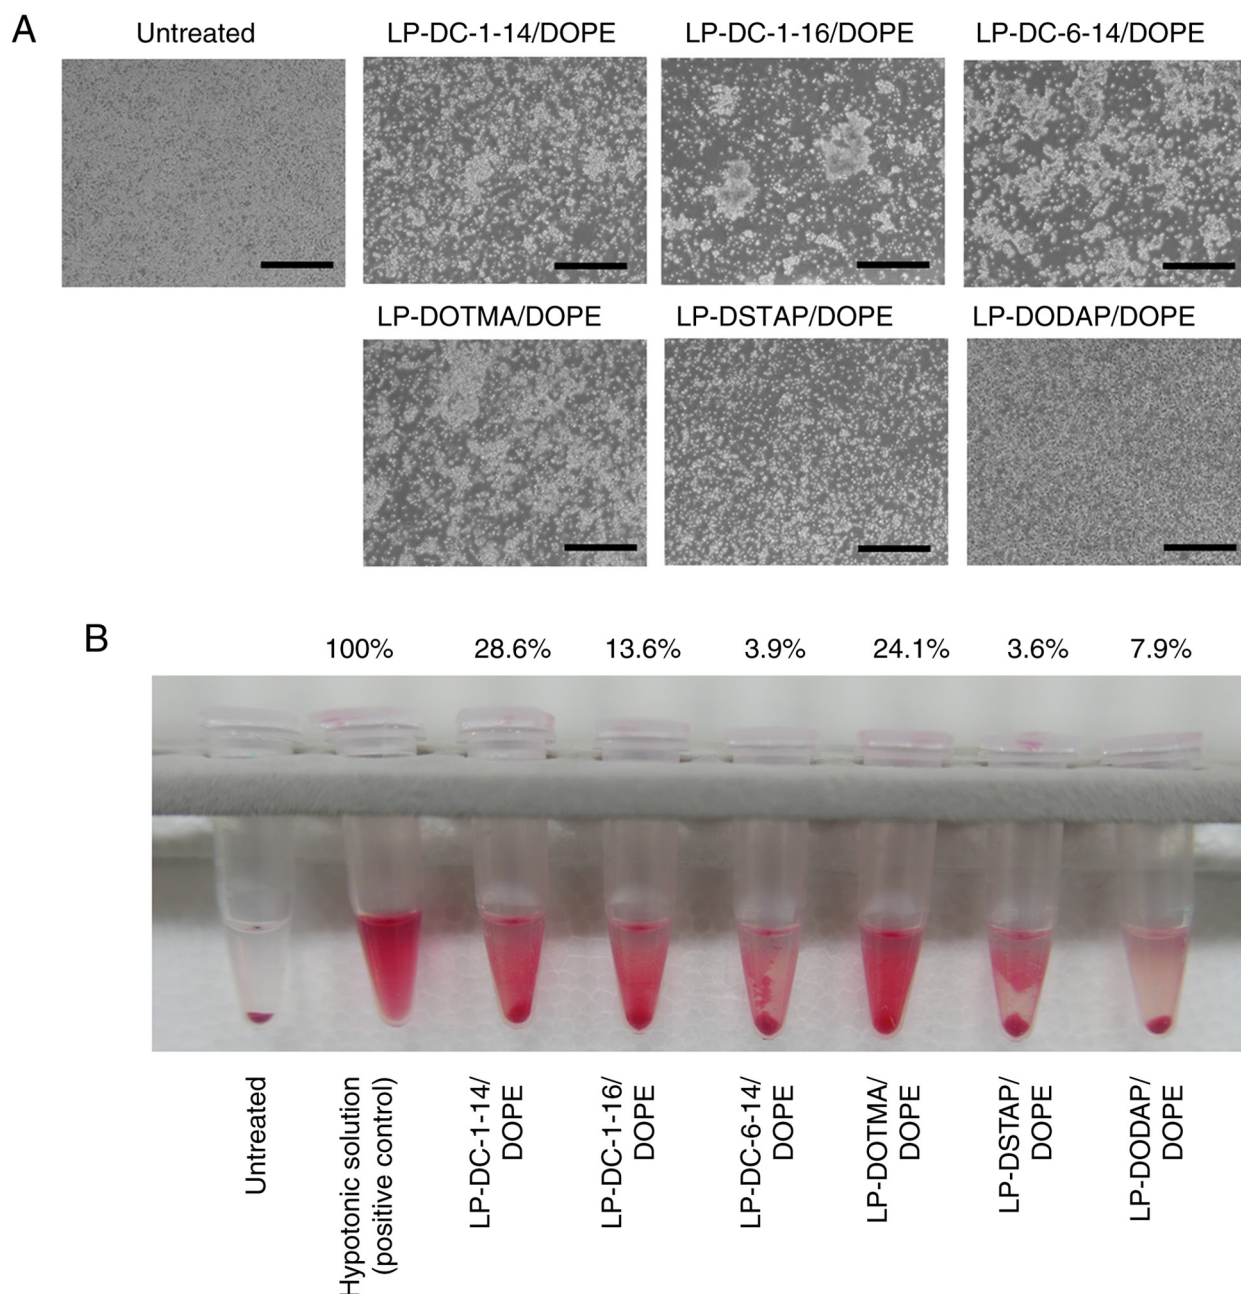 A
Untreated
LP-DC-1-14/DOPE
LP-DC-1-16/DOPE
LP-DC-6-14/DOPE
LP-DOTMA/DOPE
LP-DSTAP/DOPE
LP-DODAP/DOPE
B
100%
28.6%
13.6%
3.9%
24.1%
3.6%
7.9%
Untreated
Hypotonic solution
(positive control)
LP-DC-1-14/
DOPE
LP-DC-1-16/
DOPE
LP-DC-6-14/
DOPE
LP-DOTMA/
DOPE
LP-DSTAP/
DOPE
LP-DODAP/
DOPE